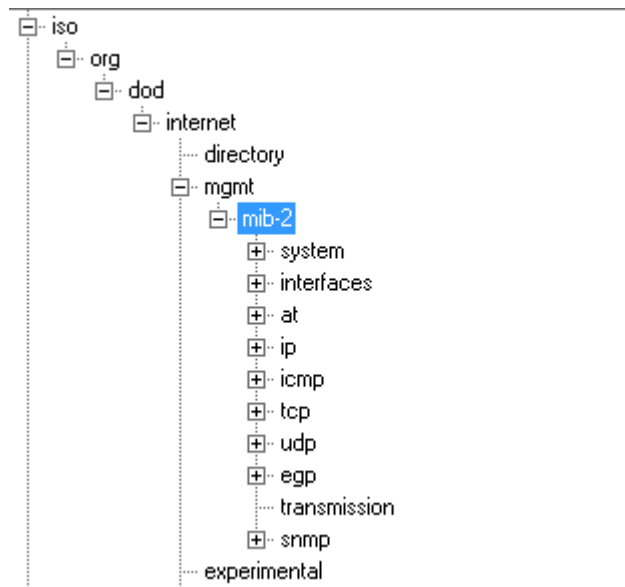 iso
org
dod
internet
directory
mgmt
mib-2
system
interfaces
at
ip
icmp
tcp
udp
egp
transmission
snmp
experimental